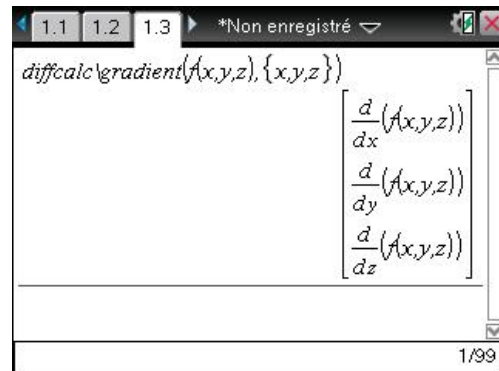 1.1 1.2 1.3 *Non enregistré
diffcalc\gradient(f(x,y,z),{x,y,z})
d/dx(f(x,y,z))
d/dy(f(x,y,z))
d/dz(f(x,y,z))
1/99